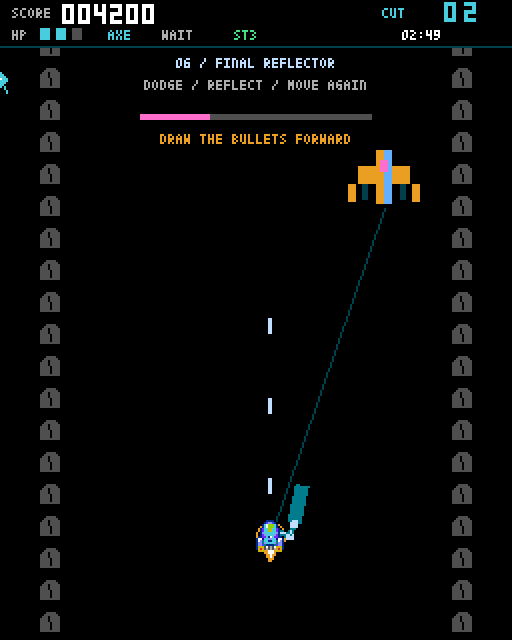 SCORE 004200 CUT 02
HP AXE WAIT ST3 02:49
06 / FINAL REFLECTOR
DODGE / REFLECT / MOVE AGAIN
DRAW THE BULLETS FORWARD